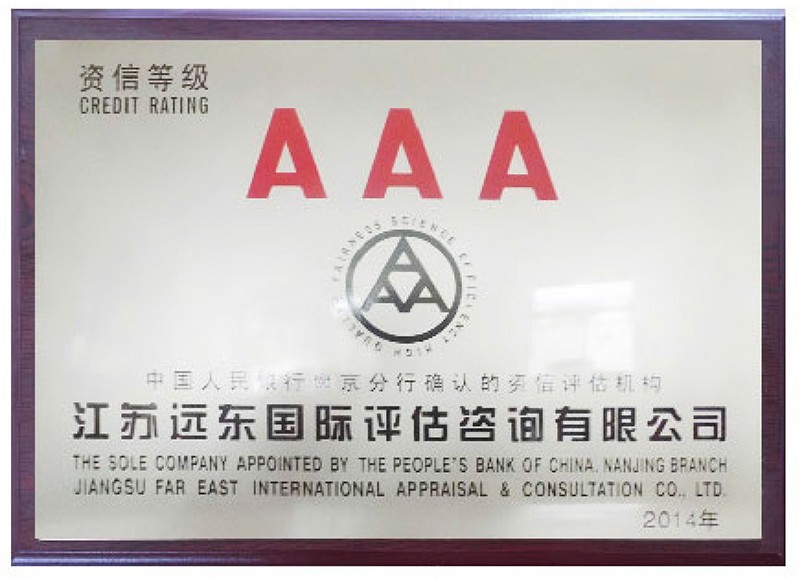 资信等级
CREDIT RATING
AAA
FAIRNESS SCIENCE EFFICIENCY HIGH QUALITY
中国人民银行南京分行确认的资信评估机构
江苏远东国际评估咨询有限公司
THE SOLE COMPANY APPOINTED BY THE PEOPLE"S BANK OF CHINA. NANJING BRANCH
JIANGSU FAR EAST INTERNATIONAL APPRAISAL & CONSULTATION CO., LTD.
2014年